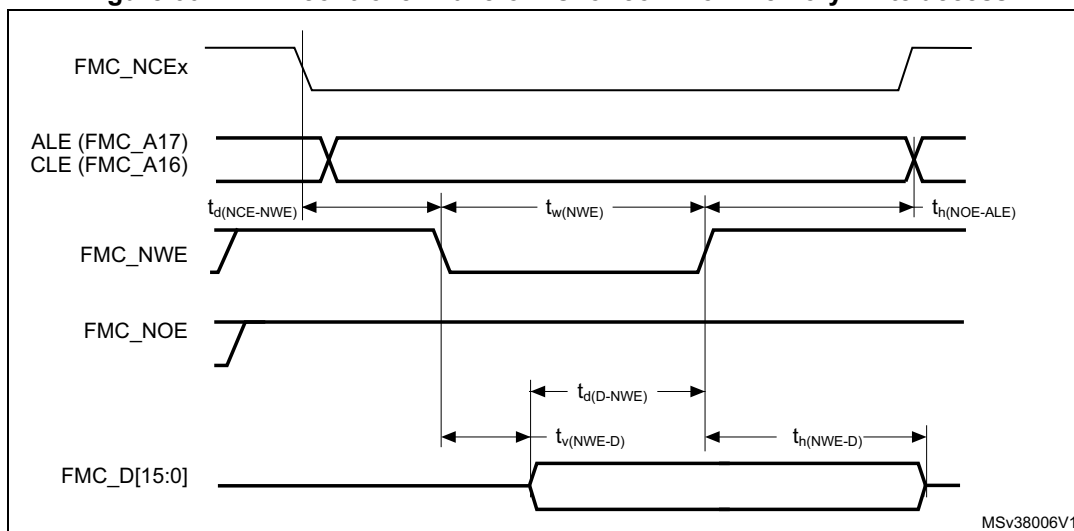 FMC_NCEx
ALE (FMC_A17)
CLE (FMC_A16)
td(NCE-NWE)
tw(NWE)
th(NOE-ALE)
FMC_NWE
FMC_NOE
td(D-NWE)
tv(NWE-D)
th(NWE-D)
FMC_D[15:0]
MSv38006V1